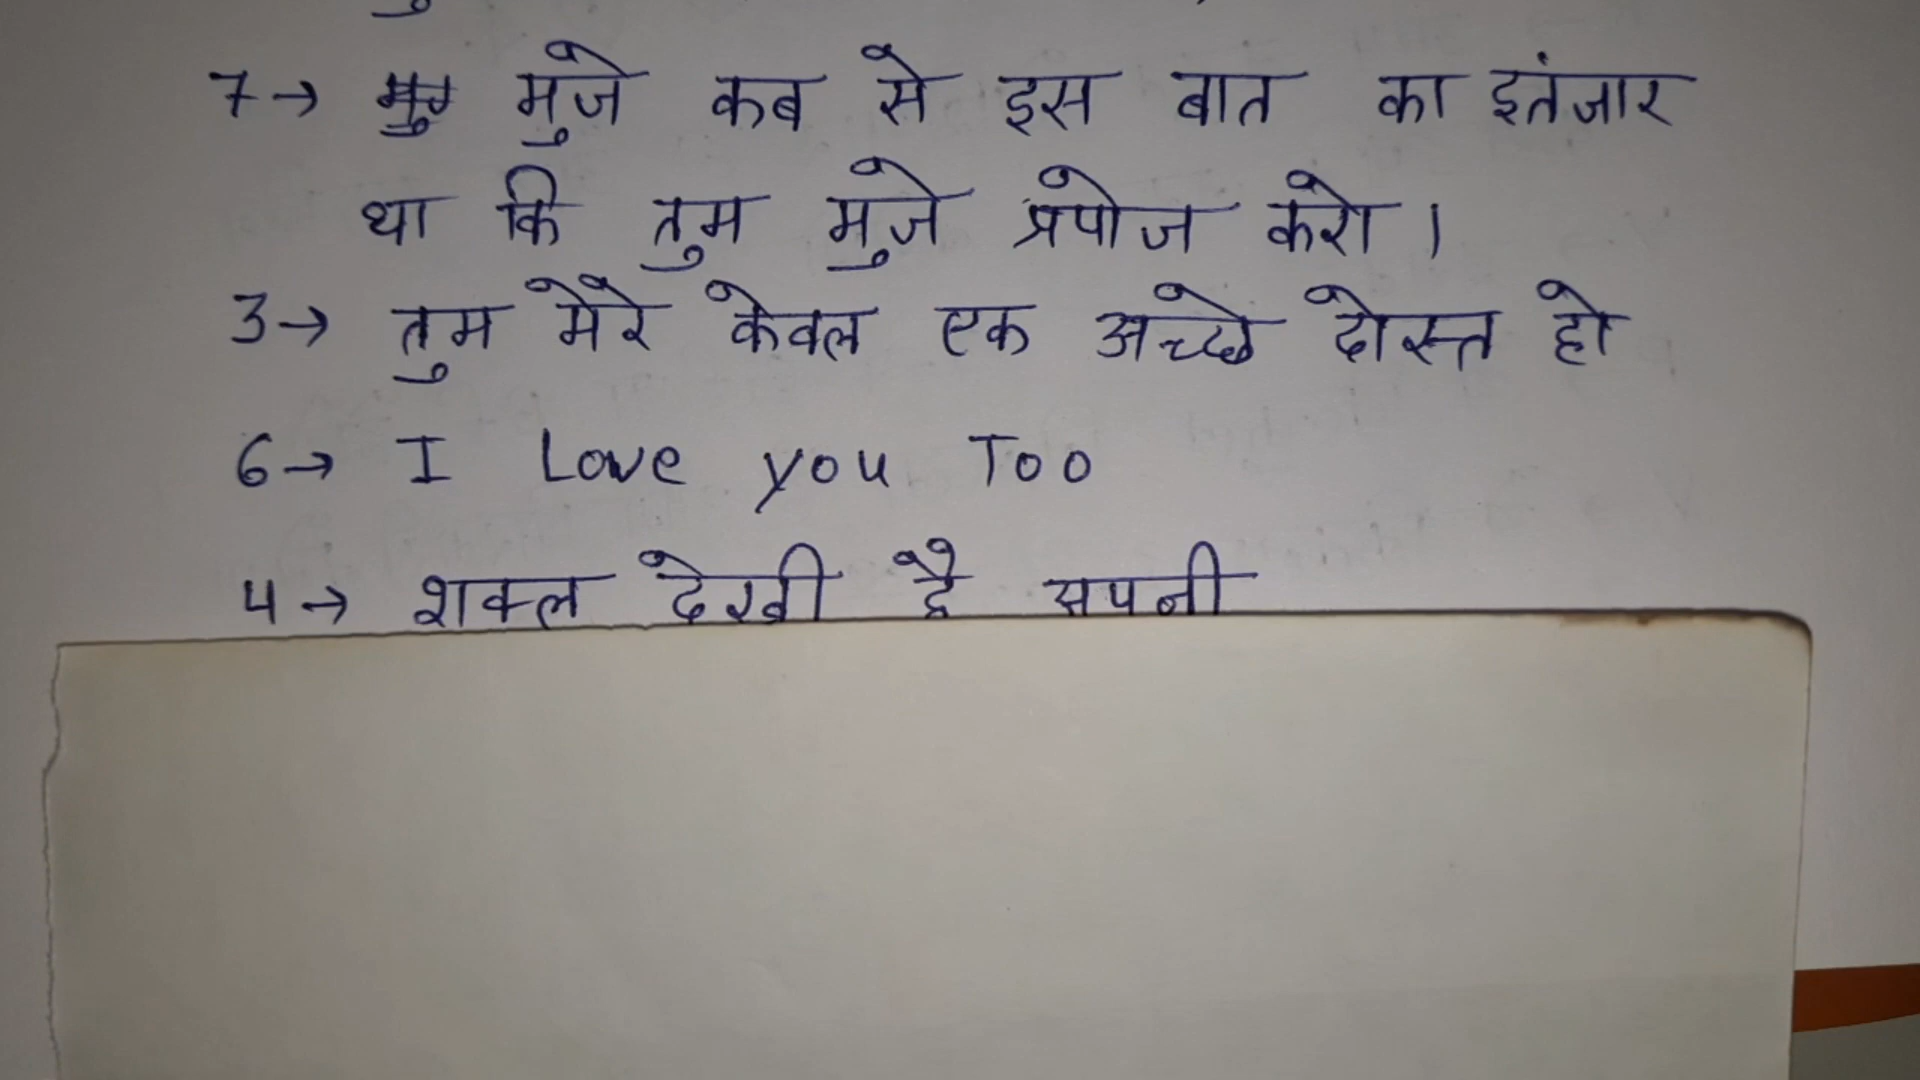 7→ मुजे कब से इस बात का इतंजार
था कि तुम मुजे प्रपोज करो ।
3→ तुम मेरे केवल एक अच्छे दोस्त हो
6→ I Love you Too
4→ शक्ल देखी है अपनी